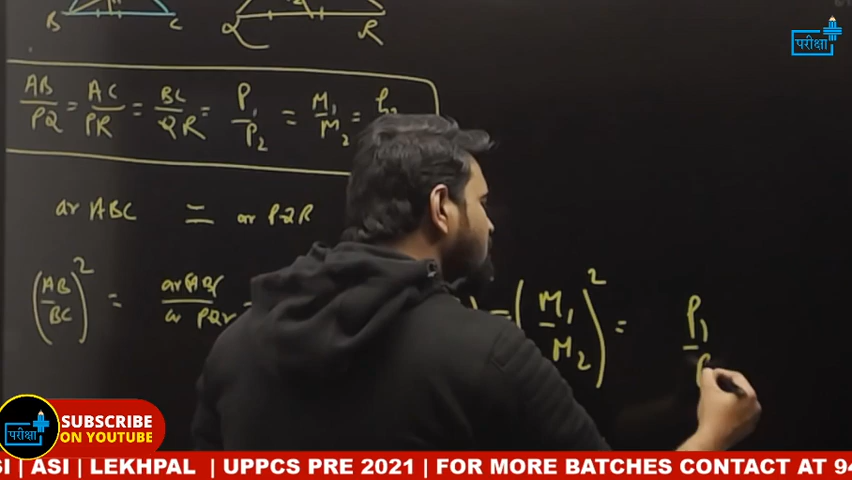 B C Q R
परीक्षा
AB/PQ = AC/PR = BC/QR = P₁/P₂ = M₁/M₂ =
ar ABC = ar PQR
(AB/BC)² = ar ABC/ar PQR = = (M₁/M₂)² = P₁/
परीक्षा
SUBSCRIBE
ON YOUTUBE
SI | ASI | LEKHPAL | UPPCS PRE 2021 | FOR MORE BATCHES CONTACT AT 94